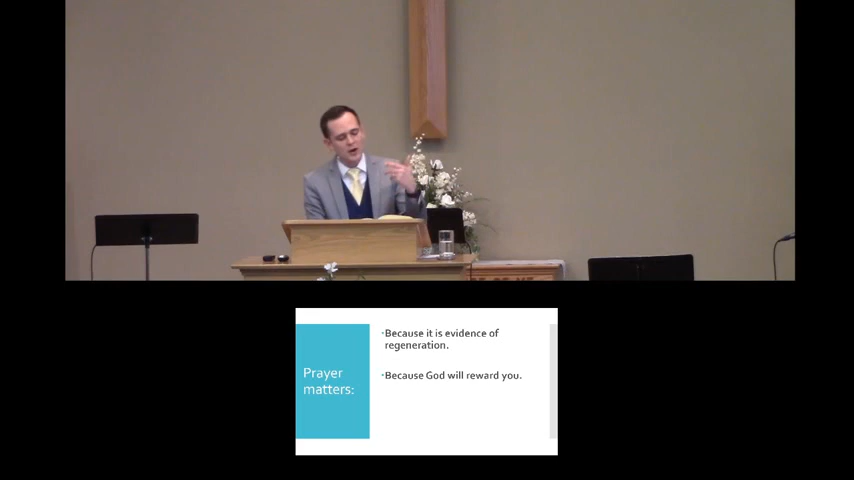 Prayer
matters:
·Because it is evidence of
regeneration.
·Because God will reward you.